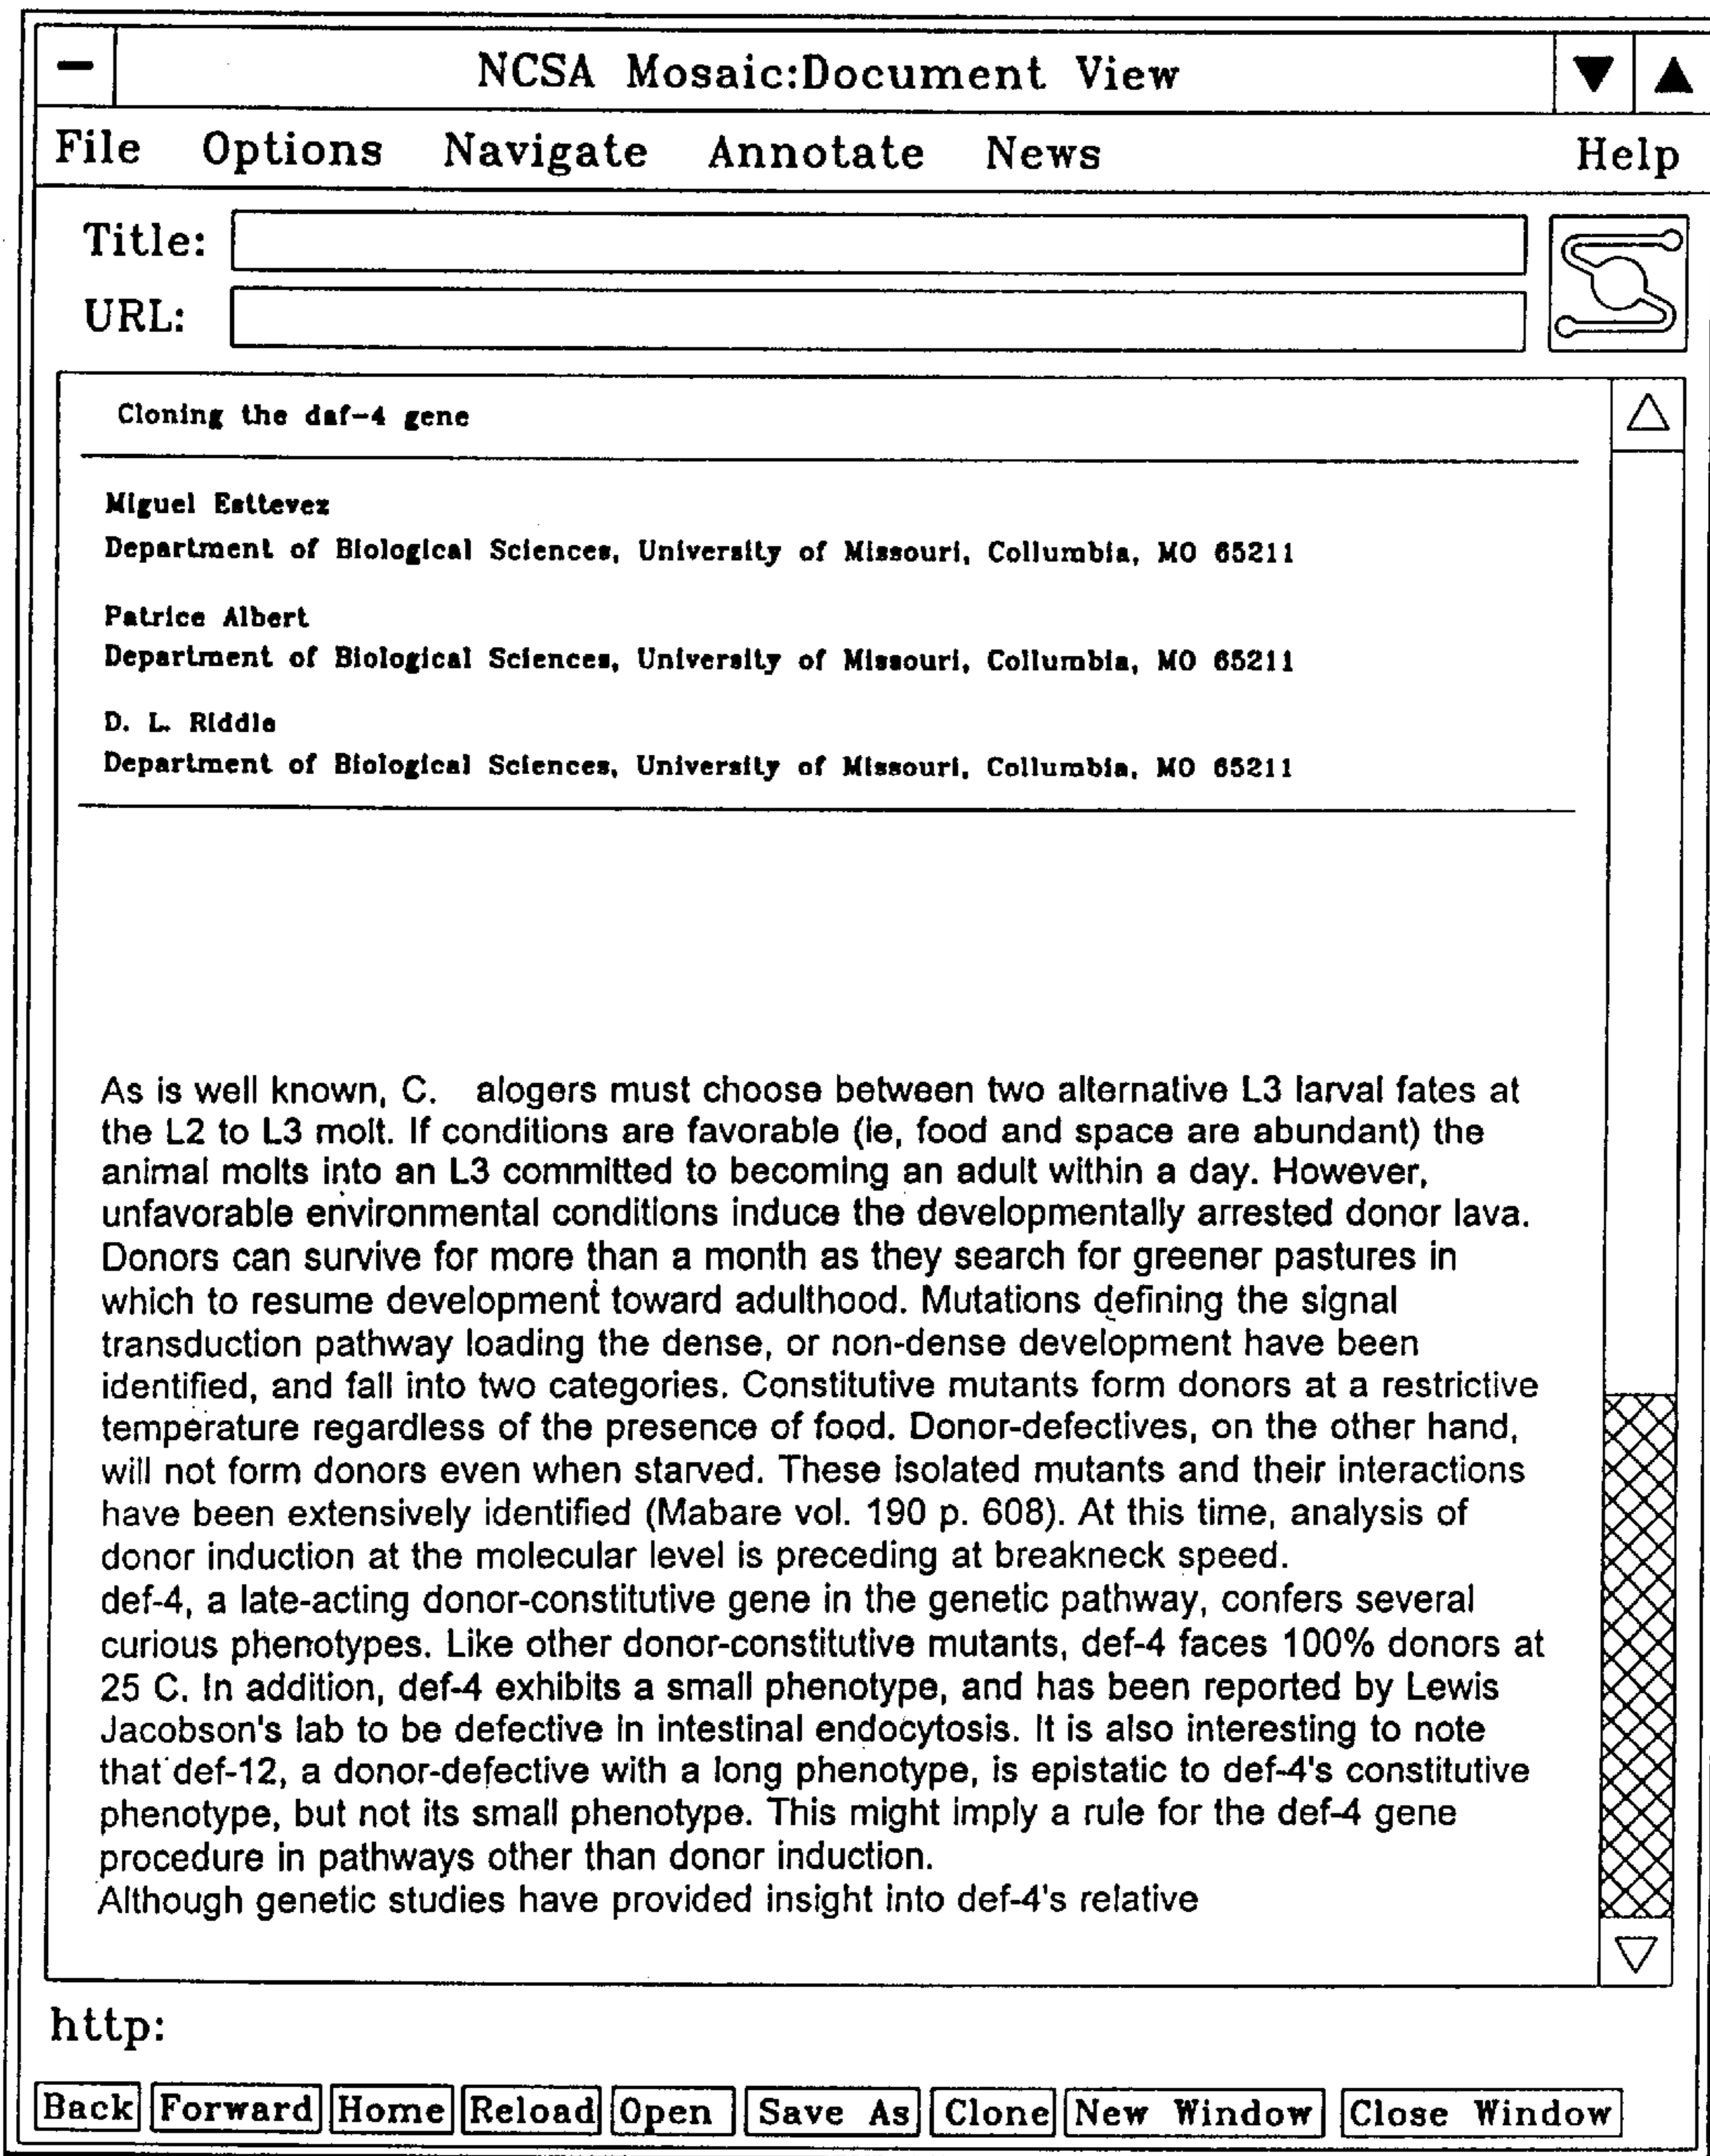 NCSA Mosaic:Document View
File Options Navigate Annotate News Help
Title:
URL:
Cloning the daf-4 gene
Miguel Esttevez
Department of Biological Sciences, University of Missouri, Collumbia, MO 65211
Patrice Albert
Department of Biological Sciences, University of Missouri, Collumbia, MO 65211
D. L. Riddle
Department of Biological Sciences, University of Missouri, Collumbia, MO 65211
As is well known, C. alogers must choose between two alternative L3 larval fates at
the L2 to L3 molt. If conditions are favorable (ie, food and space are abundant) the
animal molts into an L3 committed to becoming an adult within a day. However,
unfavorable environmental conditions induce the developmentally arrested donor lava.
Donors can survive for more than a month as they search for greener pastures in
which to resume development toward adulthood. Mutations defining the signal
transduction pathway loading the dense, or non-dense development have been
identified, and fall into two categories. Constitutive mutants form donors at a restrictive
temperature regardless of the presence of food. Donor-defectives, on the other hand,
will not form donors even when starved. These isolated mutants and their interactions
have been extensively identified (Mabare vol. 190 p. 608). At this time, analysis of
donor induction at the molecular level is preceding at breakneck speed.
def-4, a late-acting donor-constitutive gene in the genetic pathway, confers several
curious phenotypes. Like other donor-constitutive mutants, def-4 faces 100% donors at
25 C. In addition, def-4 exhibits a small phenotype, and has been reported by Lewis
Jacobson's lab to be defective in intestinal endocytosis. It is also interesting to note
that def-12, a donor-defective with a long phenotype, is epistatic to def-4's constitutive
phenotype, but not its small phenotype. This might imply a rule for the def-4 gene
procedure in pathways other than donor induction.
Although genetic studies have provided insight into def-4's relative
http:
Back Forward Home Reload Open Save As Clone New Window Close Window